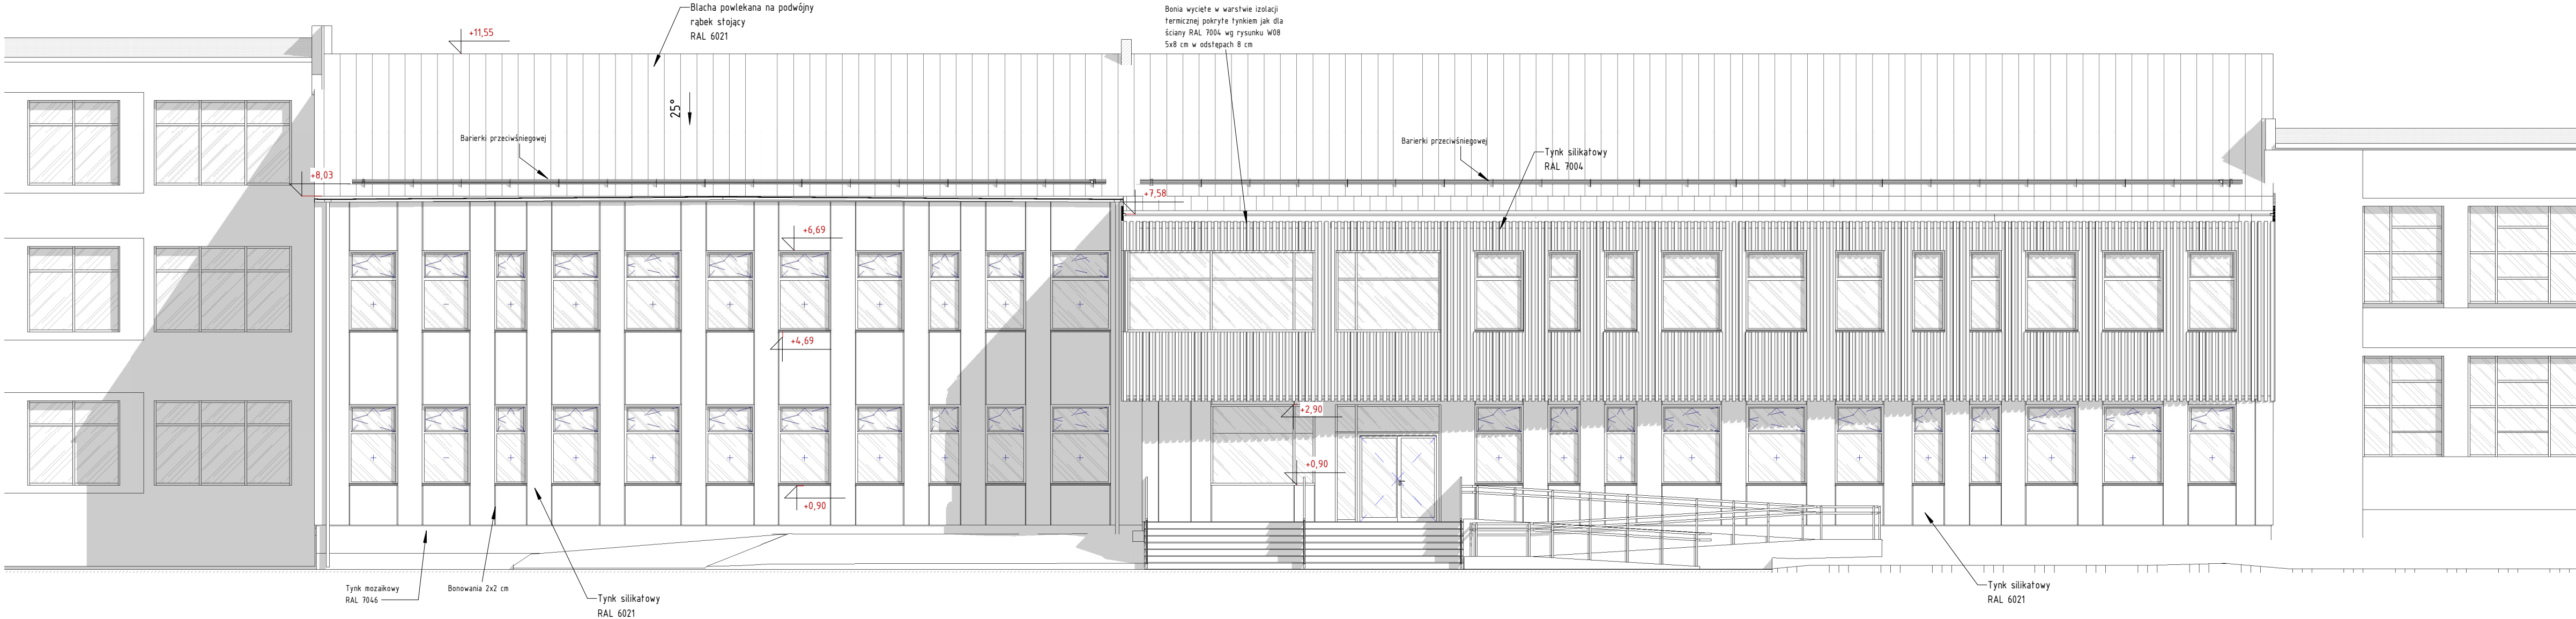 Blacha powlekana na podwójny
rąbek stojący
RAL 6021
Bonia wycięte w warstwie izolacji
termicznej pokryte tynkiem jak dla
ściany RAL 7004 wg rysunku W08
5x8 cm w odstępach 8 cm
+11,55
25°
Barierki przeciwśniegowej
Barierki przeciwśniegowej
Tynk silikatowy
RAL 7004
+8,03
+7,58
+6,69
+4,69
+2,90
+0,90
+0,90
Tynk mozaikowy
RAL 7046
Bonowania 2x2 cm
Tynk silikatowy
RAL 6021
Tynk silikatowy
RAL 6021